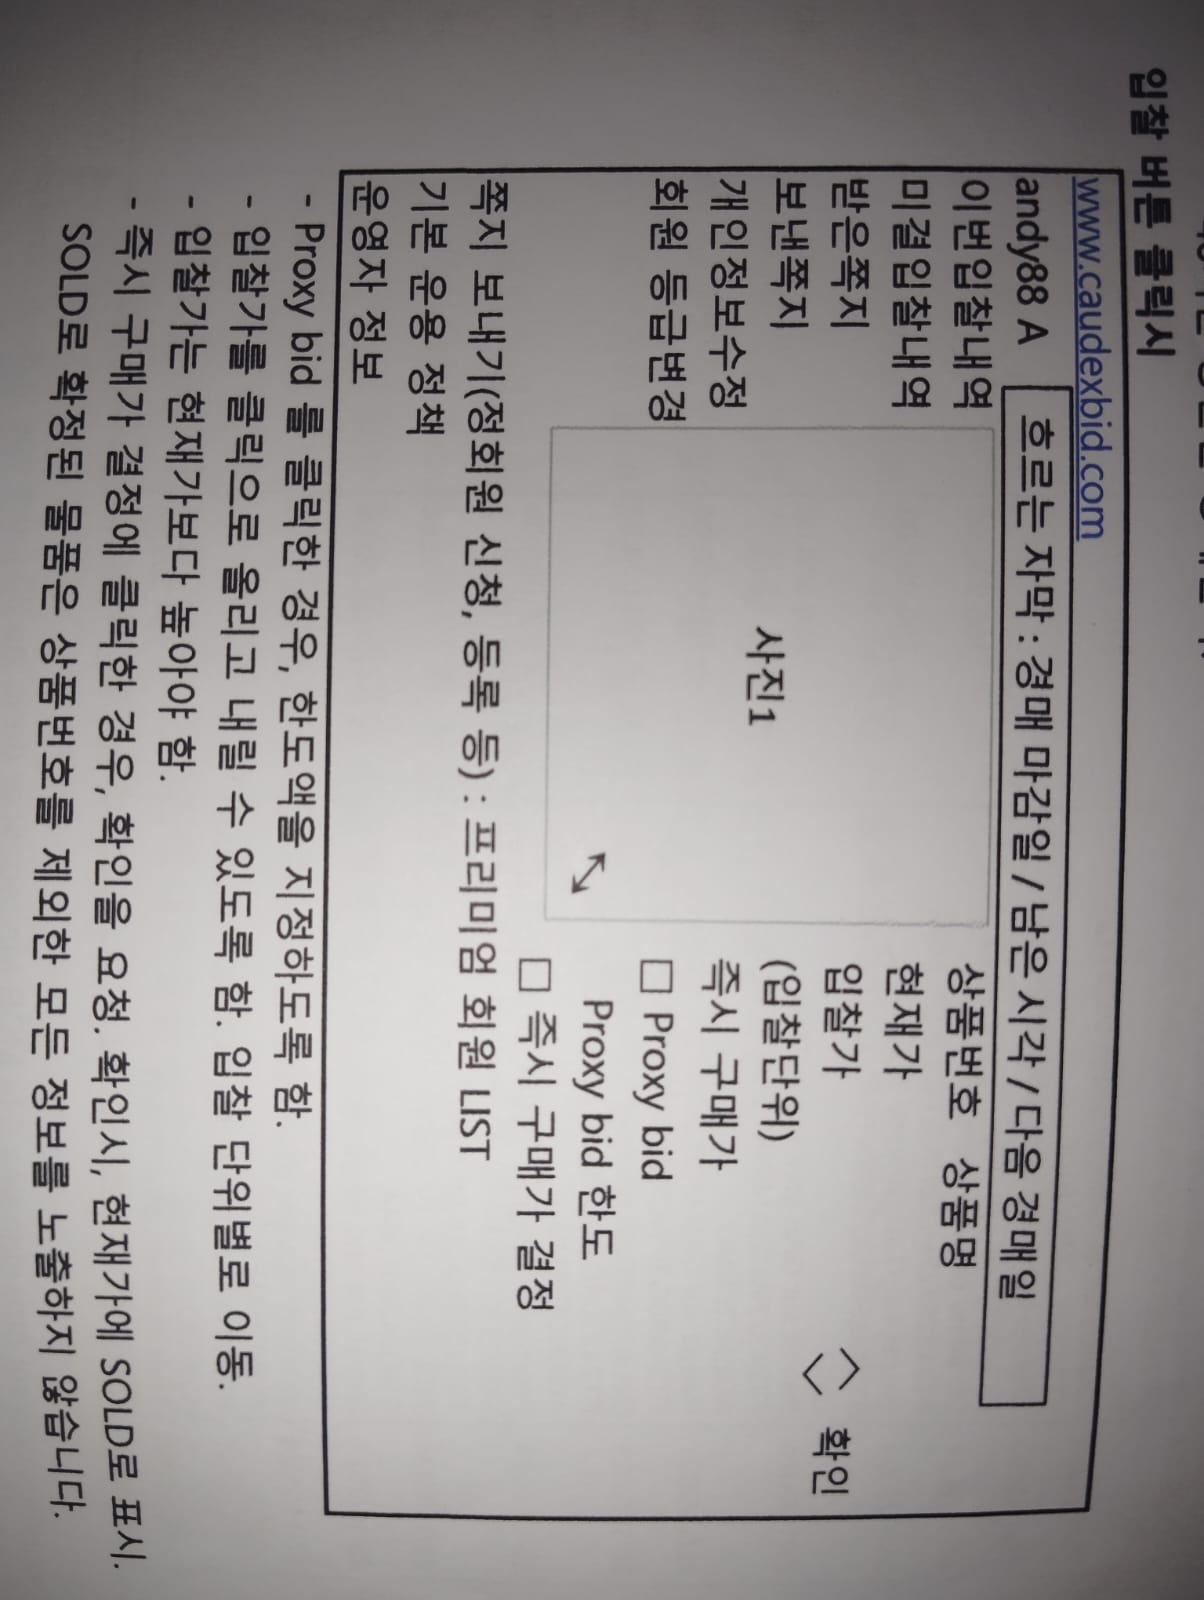 입찰 버튼 클릭시
www.caudexbid.com
andy88 A 흐르는 자막 : 경매 마감일 / 남은 시각 / 다음 경매일
이번입찰내역
미결입찰내역
받은쪽지
보낸쪽지
개인정보수정
회원 등급변경
사진1
상품번호 상품명
현재가
입찰가
확인
(입찰단위)
즉시 구매가
□ Proxy bid
Proxy bid 한도
□ 즉시 구매가 결정
쪽지 보내기(정회원 신청, 등록 등) : 프리미엄 회원 LIST
기본 운용 정책
운영자 정보
- Proxy bid 를 클릭한 경우, 한도액을 지정하도록 함.
- 입찰가를 클릭으로 올리고 내릴 수 있도록 함. 입찰 단위별로 이동.
- 입찰가는 현재가보다 높아야 함.
- 즉시 구매가 결정에 클릭한 경우, 확인을 요청. 확인시, 현재가에 SOLD로 표시.
SOLD로 확정된 물품은 상품번호를 제외한 모든 정보를 노출하지 않습니다.